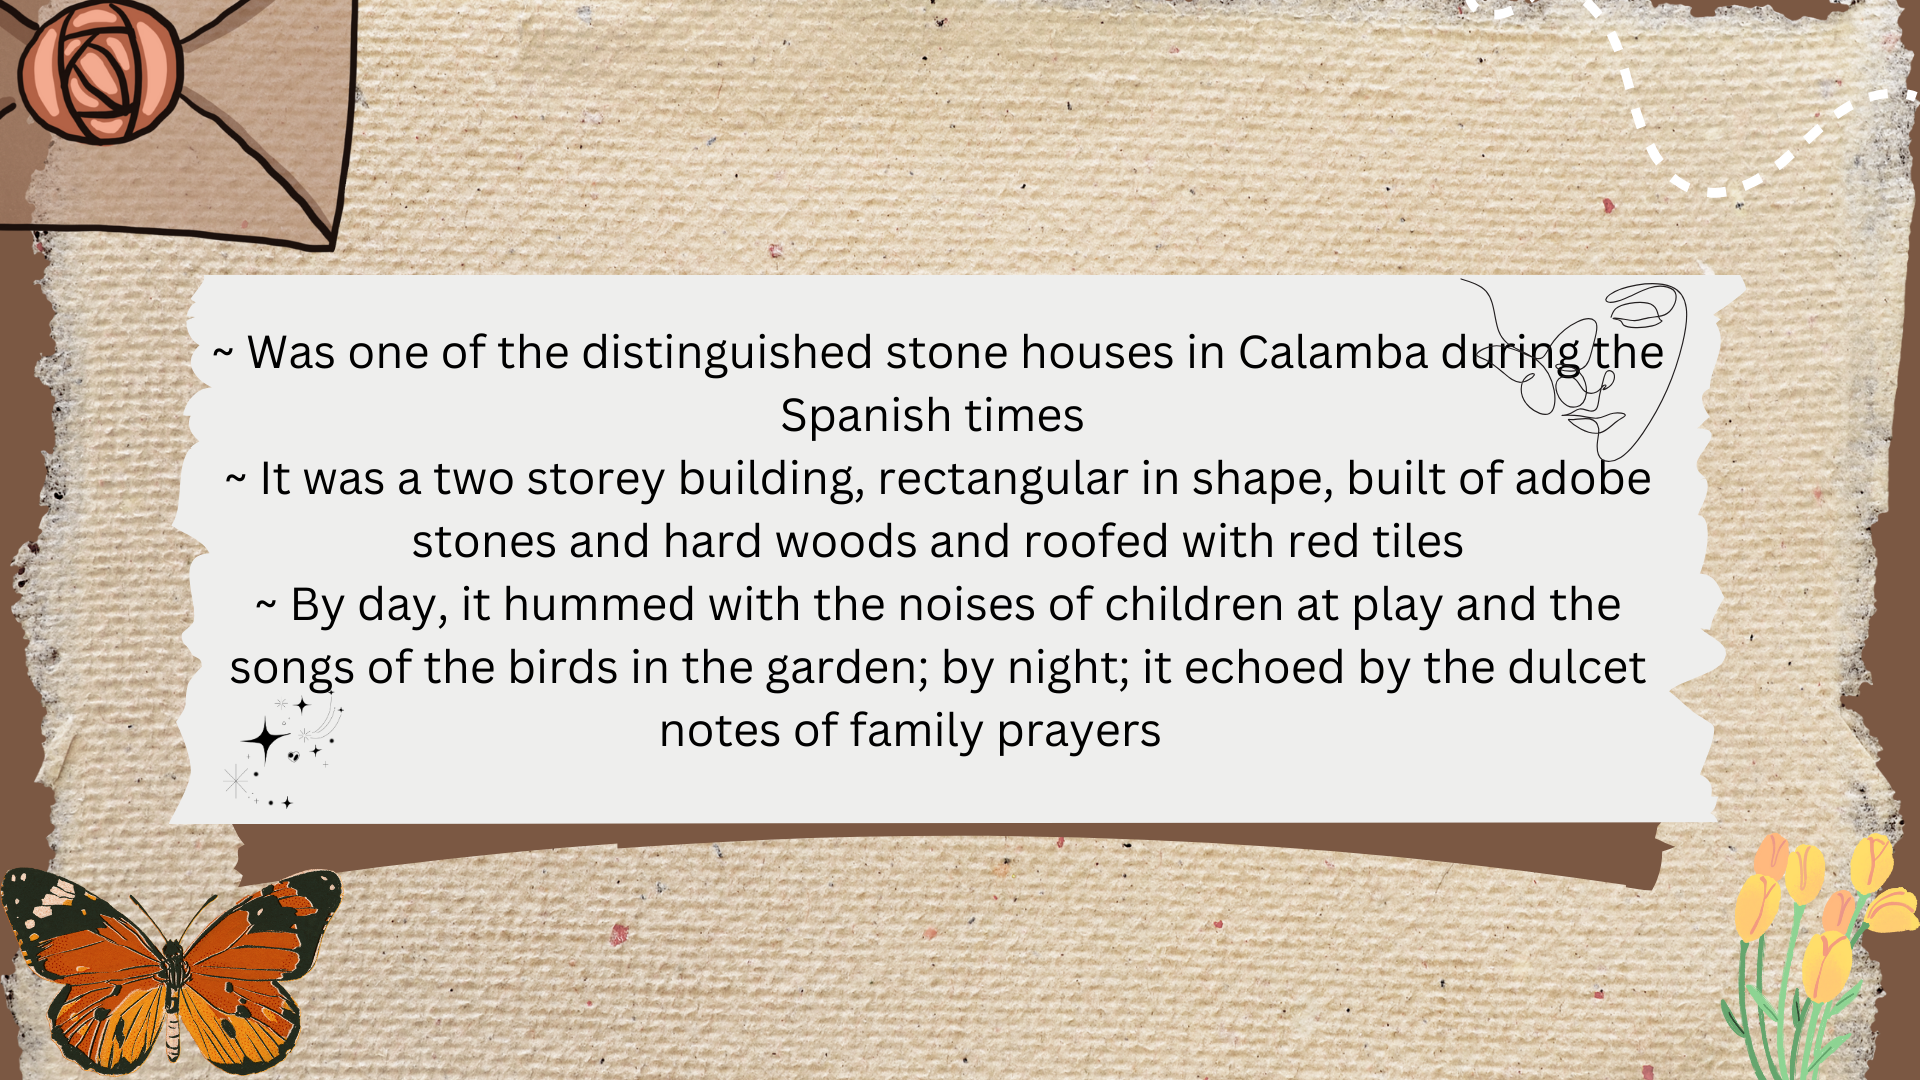 ~ Was one of the distinguished stone houses in Calamba during the
Spanish times
~ It was a two storey building, rectangular in shape, built of adobe
stones and hard woods and roofed with red tiles
~ By day, it hummed with the noises of children at play and the
songs of the birds in the garden; by night; it echoed by the dulcet
notes of family prayers